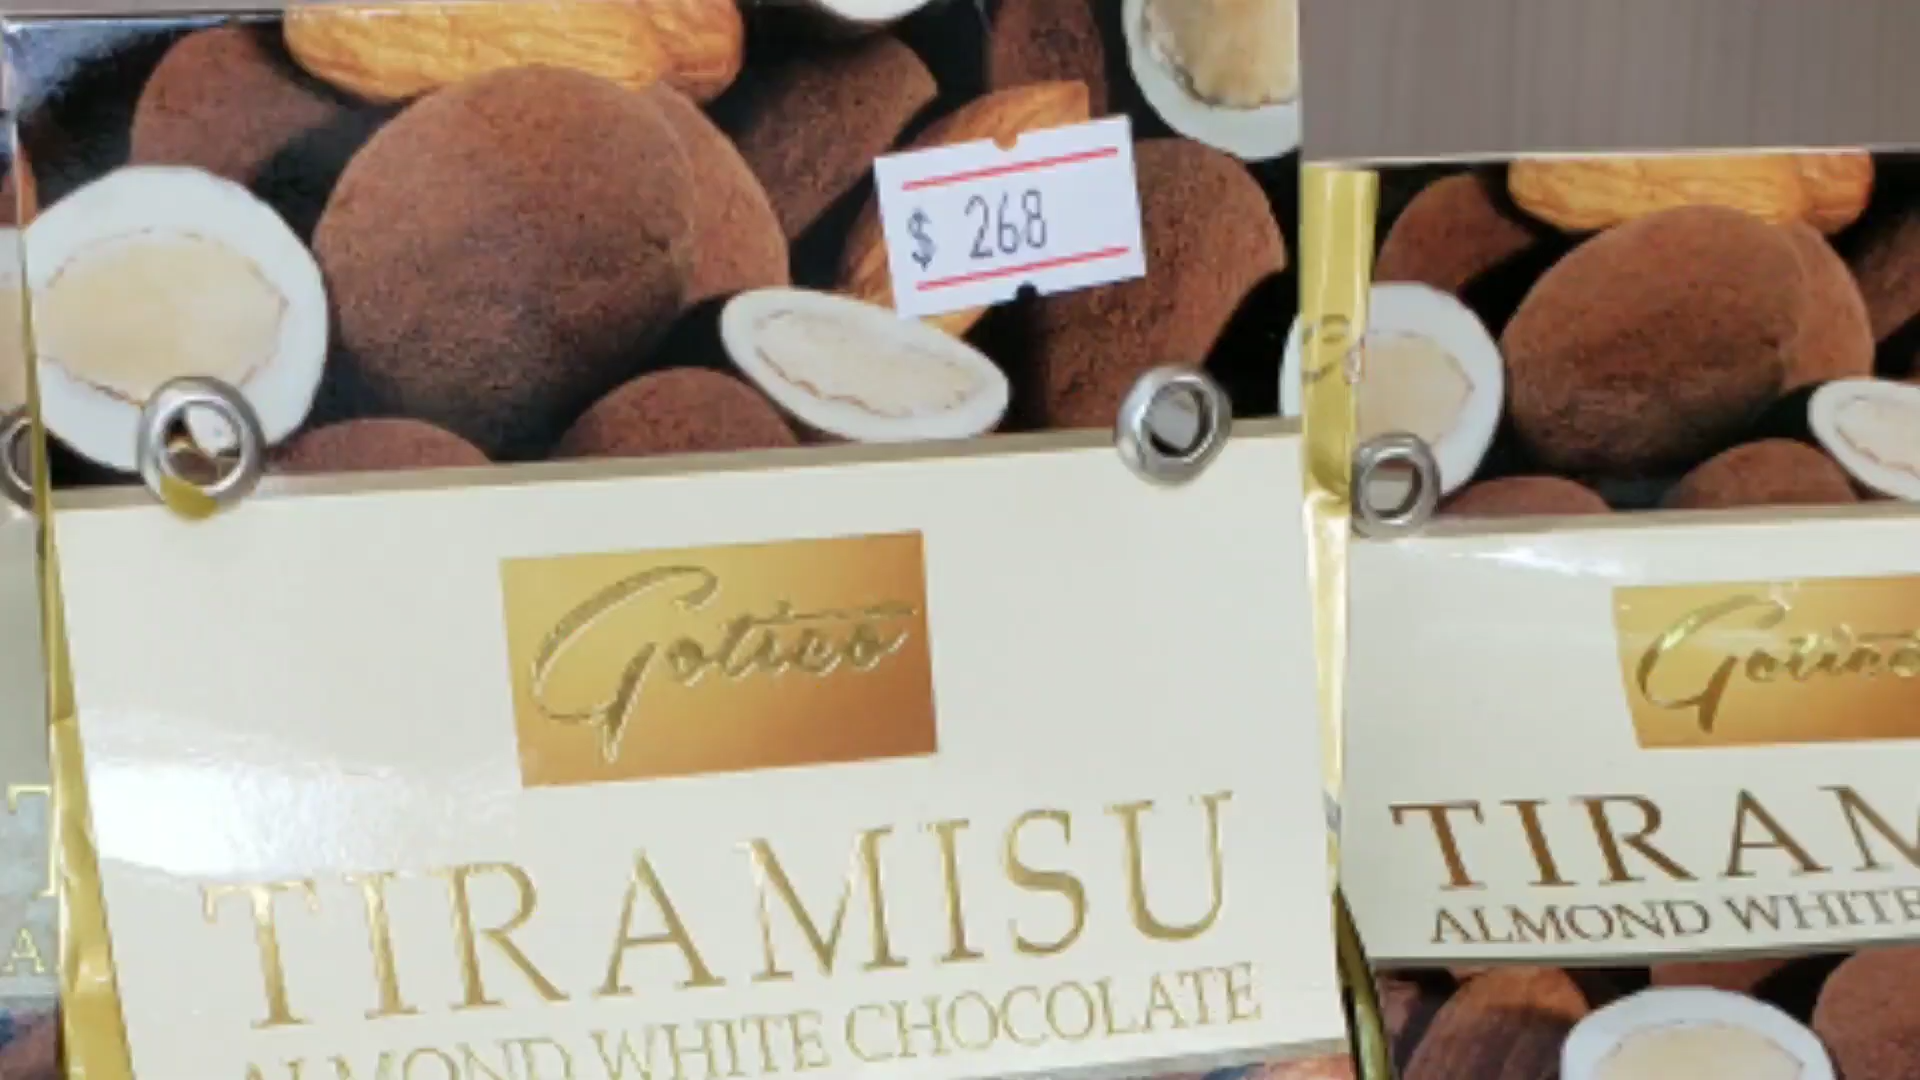 $ 268
Gotico
TIRAMISU
ALMOND WHITE CHOCOLATE
Gotico
TIRAM
ALMOND WHITE
T
A